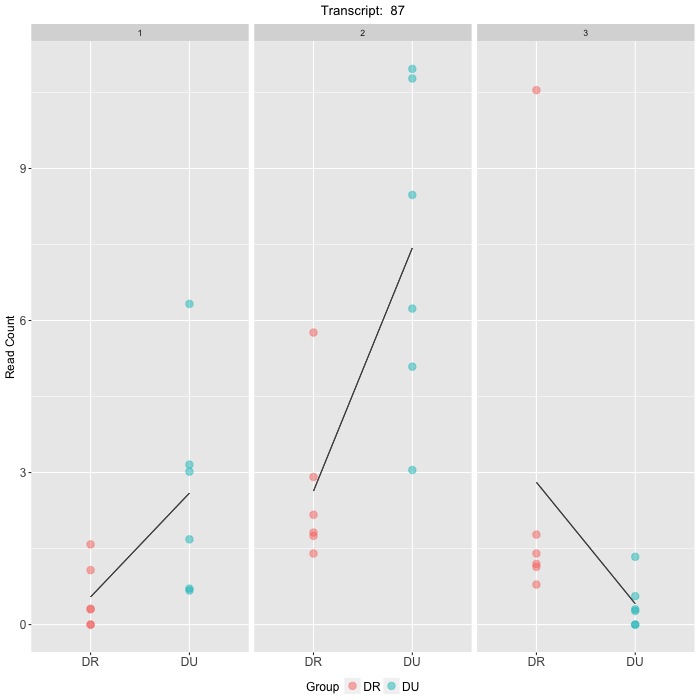 Transcript:  87
1 2 3
Read Count
9
6
3
0
DR DU DR DU DR DU
Group DR DU